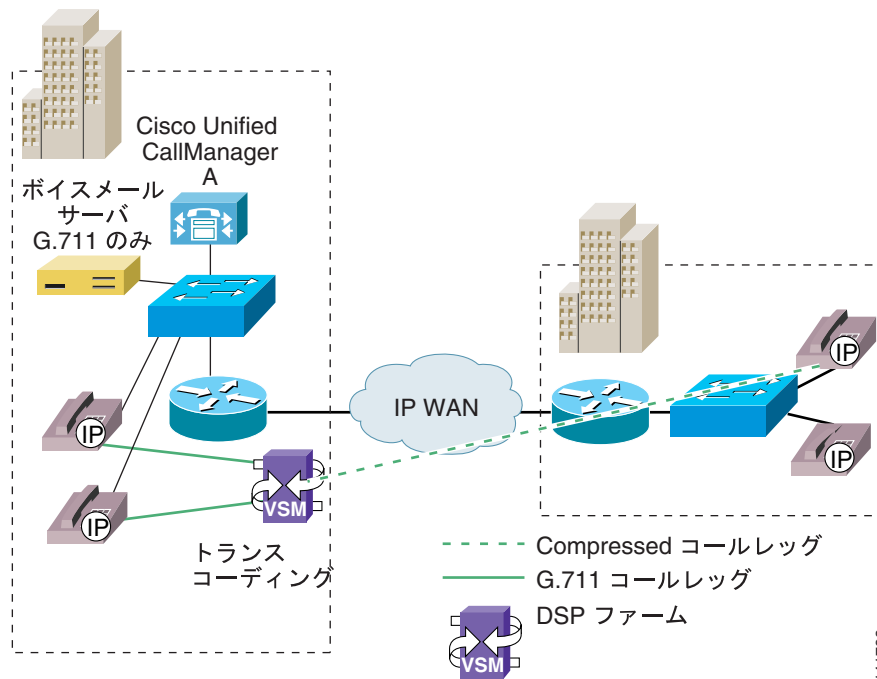 Cisco Unified
CallManager
A
ボイスメール
サーバ
G.711 のみ
IP
IP
VSM
トランス
コーディング
IP WAN
IP
IP
Compressed コールレッグ
G.711 コールレッグ
DSP ファーム
VSM